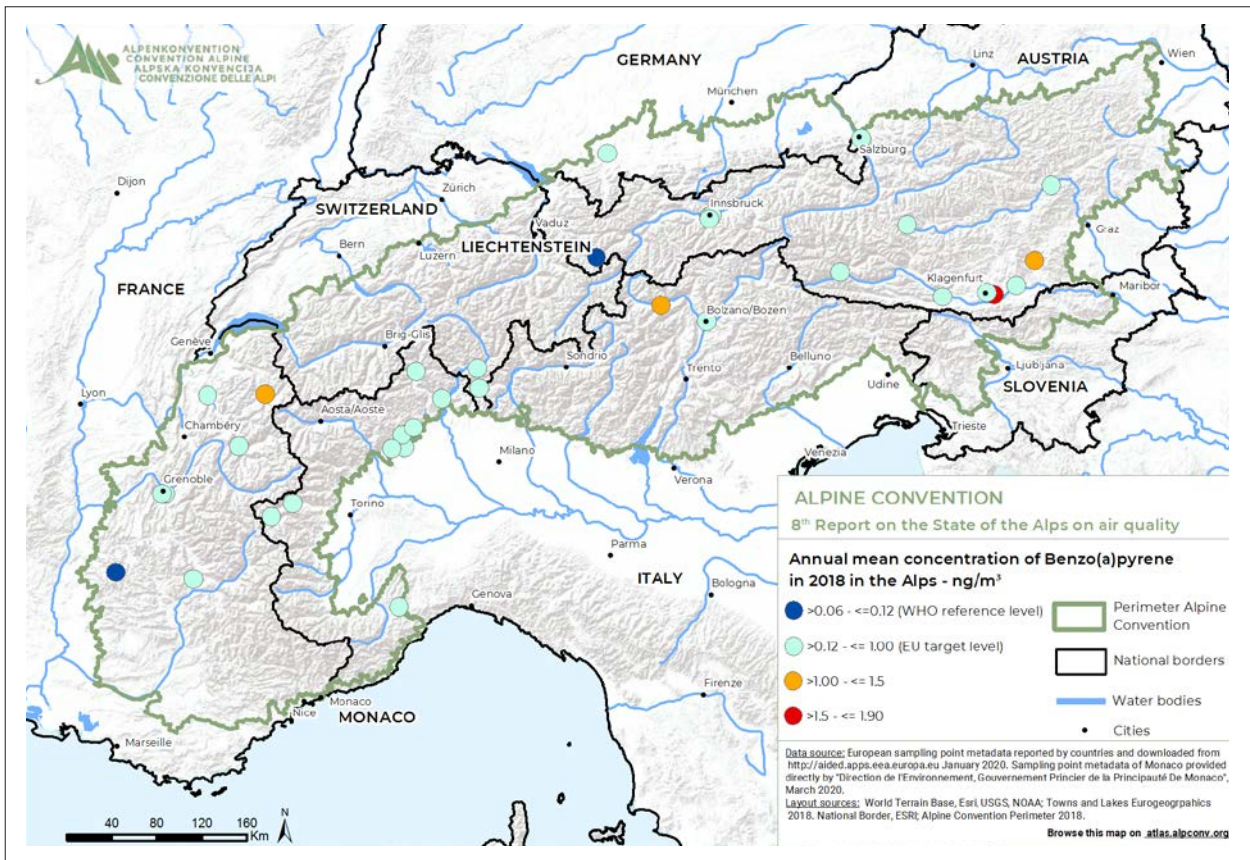 ALPENKONVENTION
CONVENTION ALPINE
ALPSKA KONVENCIJA
CONVENZIONE DELLE ALPI
GERMANY
Linz
AUSTRIA
Wien
München
Salzburg
Dijon
Zürich
SWITZERLAND
Innsbruck
Vaduz
Bern
Luzern
LIECHTENSTEIN
Graz
FRANCE
Klagenfurt
Maribor
Bolzano/Bozen
Genève
Brig-Glis
Sondrio
Belluno
Ljubljana
Trento
Udine
SLOVENIA
Lyon
Aosta/Aoste
Chambéry
Trieste
Milano
Venezia
Verona
Grenoble
Torino
Parma
ITALY
Bologna
Genova
Firenze
Monaco
Nice
MONACO
Marseille
ALPINE CONVENTION
8th Report on the State of the Alps on air quality
Annual mean concentration of Benzo(a)pyrene
in 2018 in the Alps - ng/m³
>0.06 - <=0.12 (WHO reference level)
>0.12 - <= 1.00 (EU target level)
>1.00 - <= 1.5
>1.5 - <= 1.90
Perimeter Alpine
Convention
National borders
Water bodies
Cities
Data source: European sampling point metadata reported by countries and downloaded from
http://aided.apps.eea.europa.eu January 2020. Sampling point metadata of Monaco provided
directly by "Direction de l'Environnement, Gouvernement Princier de la Principauté De Monaco",
March 2020.
Layout sources: World Terrain Base, Esri, USGS, NOAA; Towns and Lakes Eurogeogrpahics
2018. National Border, ESRI; Alpine Convention Perimeter 2018.
Browse this map on atlas.alpconv.org
40 80 120 160
Km
N